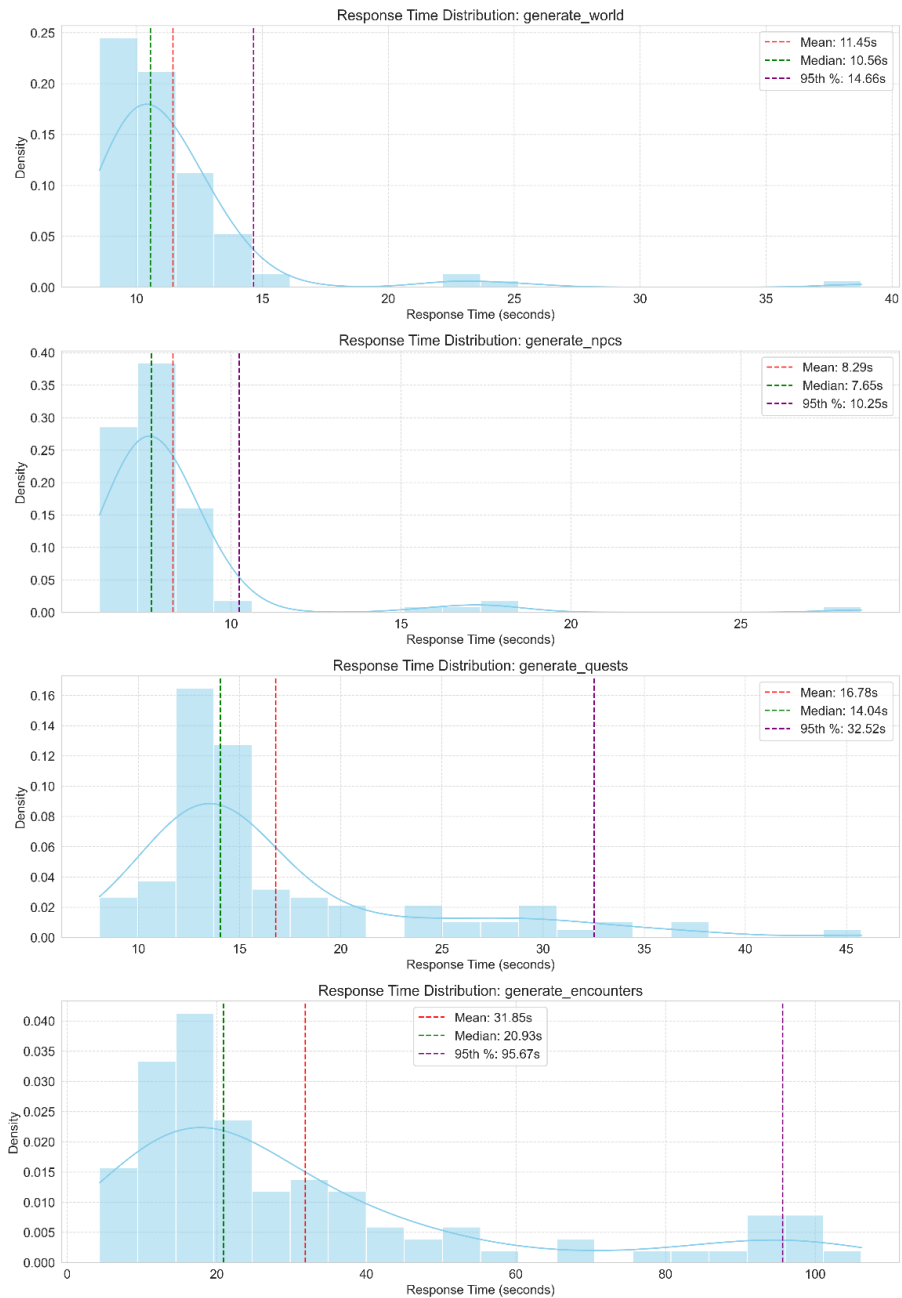 Response Time Distribution: generate_world
Mean: 11.45s
Median: 10.56s
95th %: 14.66s
0.25
0.20
0.15
0.10
0.05
0.00
Density
10 15 20 25 30 35 40
Response Time (seconds)
Response Time Distribution: generate_npcs
Mean: 8.29s
Median: 7.65s
95th %: 10.25s
0.40
0.35
0.30
0.25
0.20
0.15
0.10
0.05
0.00
Density
10 15 20 25
Response Time (seconds)
Response Time Distribution: generate_quests
Mean: 16.78s
Median: 14.04s
95th %: 32.52s
0.16
0.14
0.12
0.10
0.08
0.06
0.04
0.02
0.00
Density
10 15 20 25 30 35 40 45
Response Time (seconds)
Response Time Distribution: generate_encounters
Mean: 31.85s
Median: 20.93s
95th %: 95.67s
0.040
0.035
0.030
0.025
0.020
0.015
0.010
0.005
0.000
Density
0 20 40 60 80 100
Response Time (seconds)